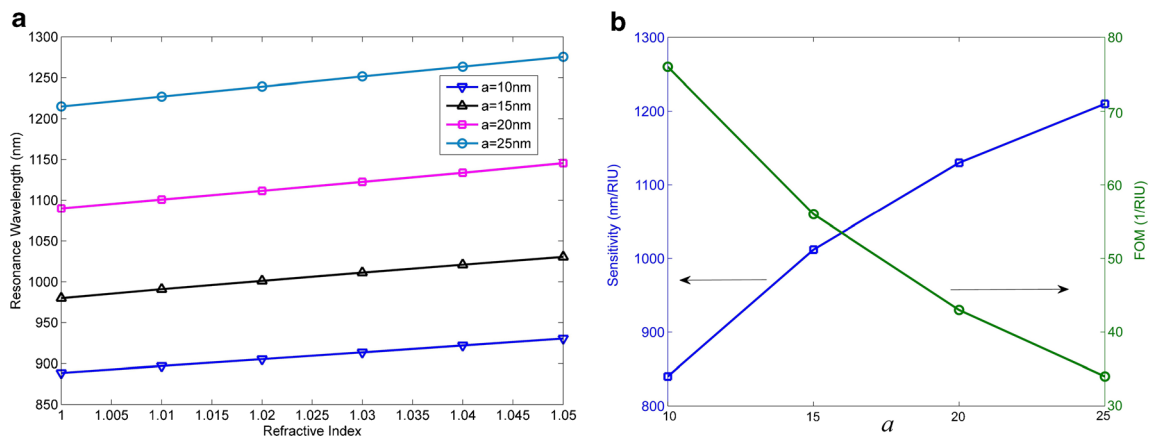 a
1300
1250
1200
1150
1100
1050
1000
950
900
850
Resonance Wavelength (nm)
1 1.005 1.01 1.015 1.02 1.025 1.03 1.035 1.04 1.045 1.05
Refractive Index
a=10nm
a=15nm
a=20nm
a=25nm
b
1300
1200
1100
1000
900
800
Sensitivity (nm/RIU)
80
70
60
50
40
30
FOM (1/RIU)
10 15 20 25
a